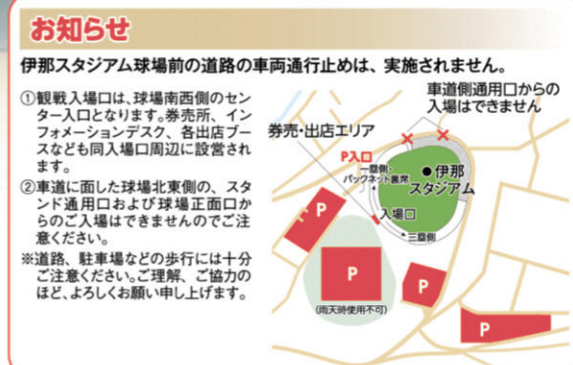 お知らせ
伊那スタジアム球場前の道路の車両通行止めは、実施されません。
①観戦入場口は、球場南西側のセン
ター入口となります。券売所、イン
フォメーションデスク、各出店ブー
スなども同入場口周辺に設営されま
す。
②車道に面した球場北東側の、スタ
ンド通用口および球場正面口か
らのご入場はできませんのでご注
意ください。
※道路、駐車場などの歩行には十分
ご注意ください。ご理解、ご協力の
ほど、よろしくお願い申し上げます。
車道側通用口からの
入場はできません
券売・出店エリア
P入口
一塁側・
バックネット裏席
●伊那
スタジアム
入場口
三塁側
P
P
(雨天時使用不可)
P
P